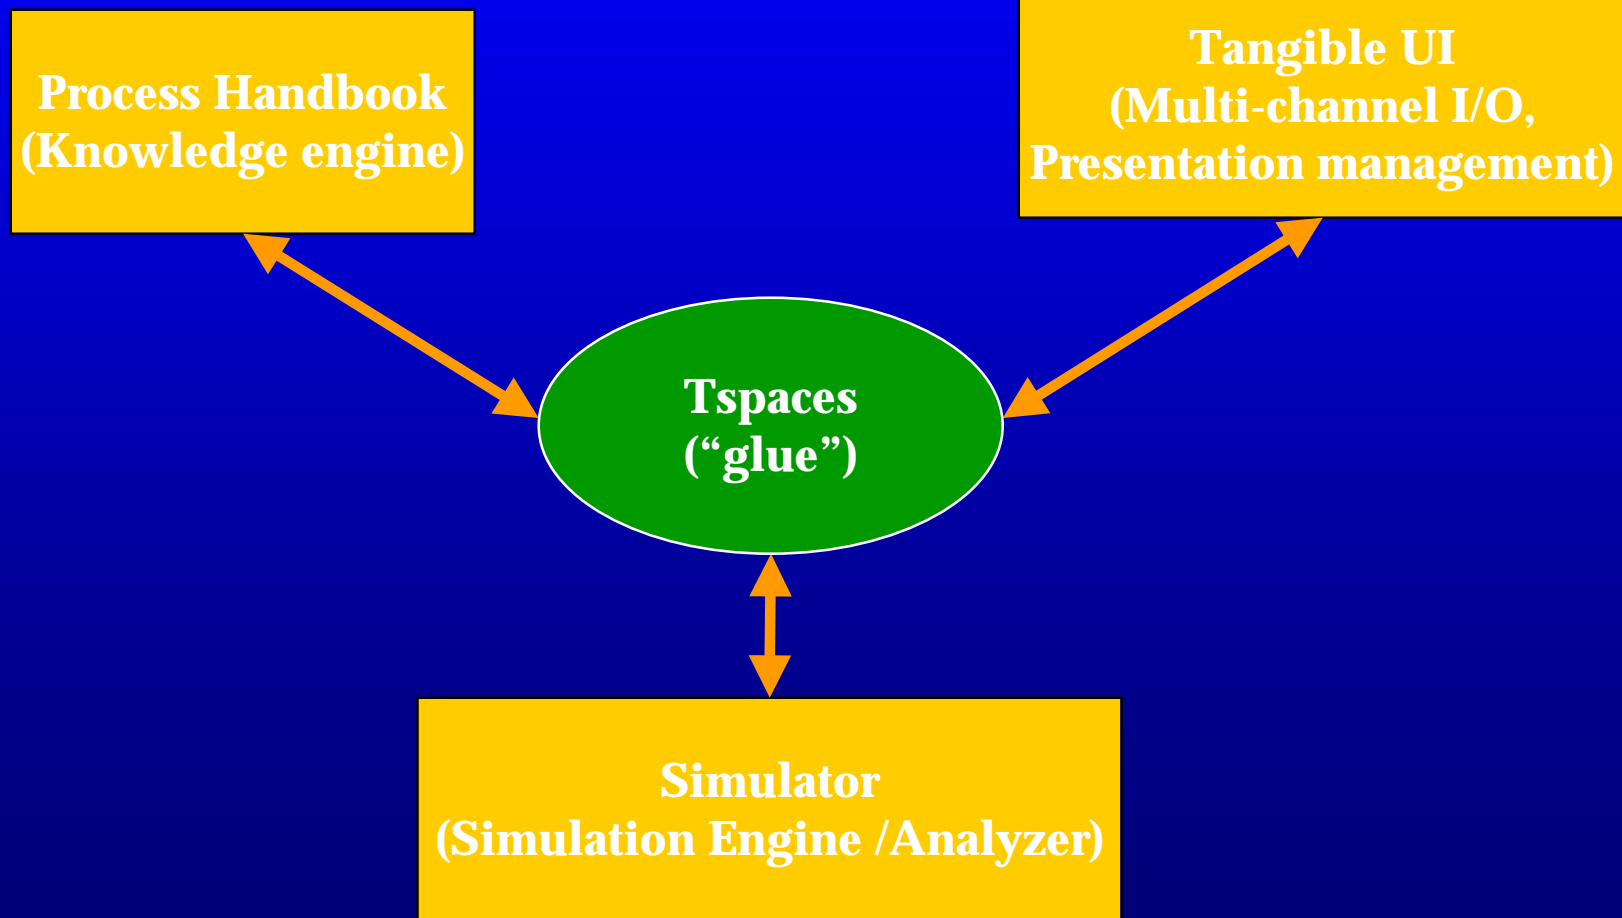 Process Handbook
(Knowledge engine)
Tangible UI
(Multi-channel I/O,
Presentation management)
Tspaces
(“glue”)
Simulator
(Simulation Engine /Analyzer)